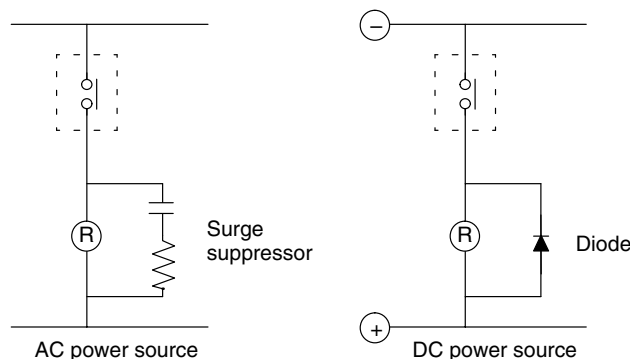 −
R
Surge
suppressor
+
R
Diode
AC power source
DC power source